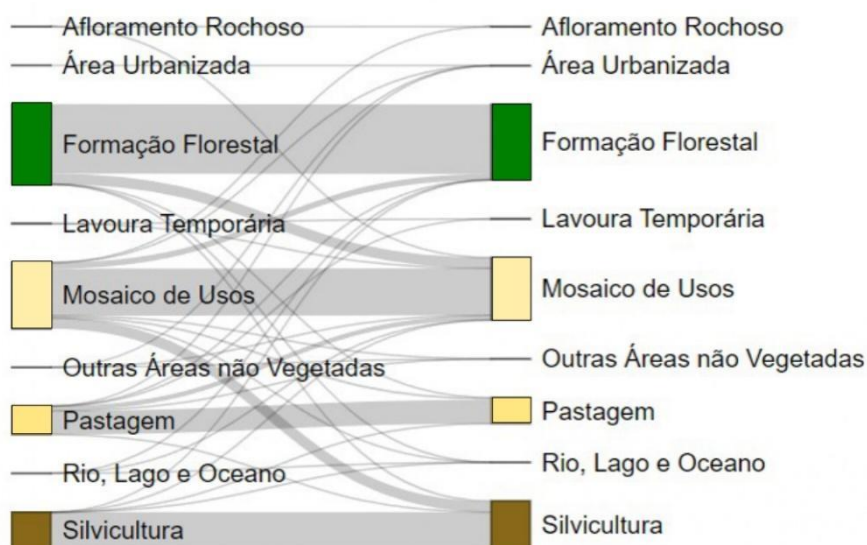 Afloramento Rochoso
Área Urbanizada
Formação Florestal
Lavoura Temporária
Mosaico de Usos
Outras Áreas não Vegetadas
Pastagem
Rio, Lago e Oceano
Silvicultura
Afloramento Rochoso
Área Urbanizada
Formação Florestal
Lavoura Temporária
Mosaico de Usos
Outras Áreas não Vegetadas
Pastagem
Rio, Lago e Oceano
Silvicultura